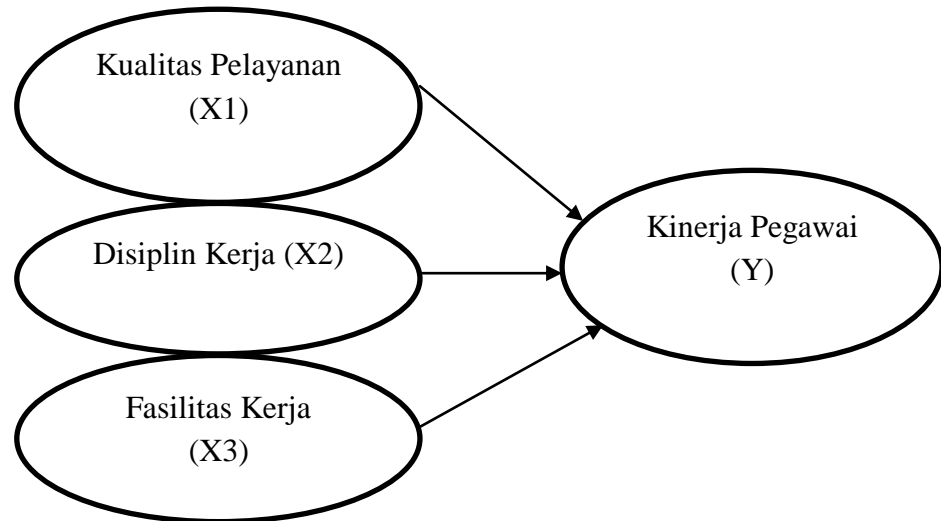 Kualitas Pelayanan
(X1)
Disiplin Kerja (X2)
Fasilitas Kerja
(X3)
Kinerja Pegawai
(Y)